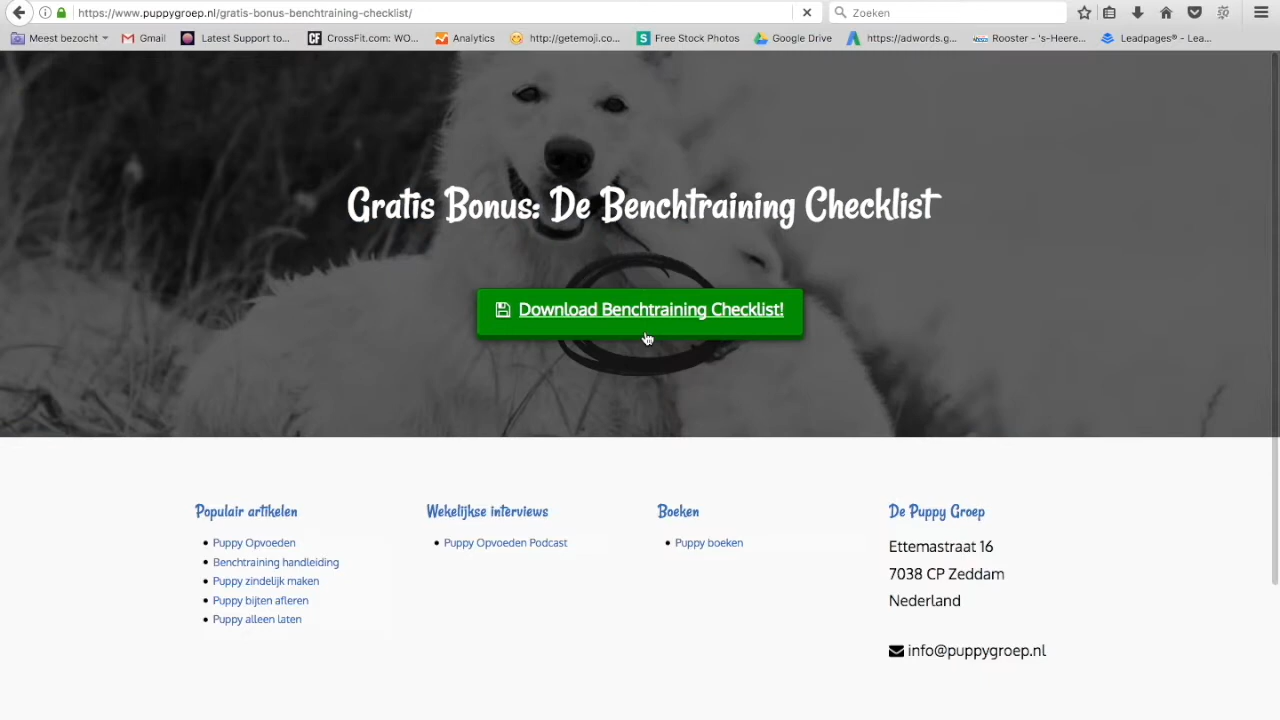 https://www.puppygroep.nl/gratis-bonus-benchtraining-checklist/
Zoeken
Meest bezocht
Gmail
Latest Support to...
CF
CrossFit.com: WO...
Analytics
http://getemoji.co...
S
Free Stock Photos
Google Drive
https://adwords.g...
Rooster - 's-Heere...
Leadpages® - Lea...
Gratis Bonus: De Benchtraining Checklist
Download Benchtraining Checklist!
Populair artikelen
Puppy Opvoeden
Benchtraining handleiding
Puppy zindelijk maken
Puppy bijten afleren
Puppy alleen laten
Wekelijkse interviews
Puppy Opvoeden Podcast
Boeken
Puppy boeken
De Puppy Groep
Ettemastraat 16
7038 CP Zeddam
Nederland
info@puppygroep.nl